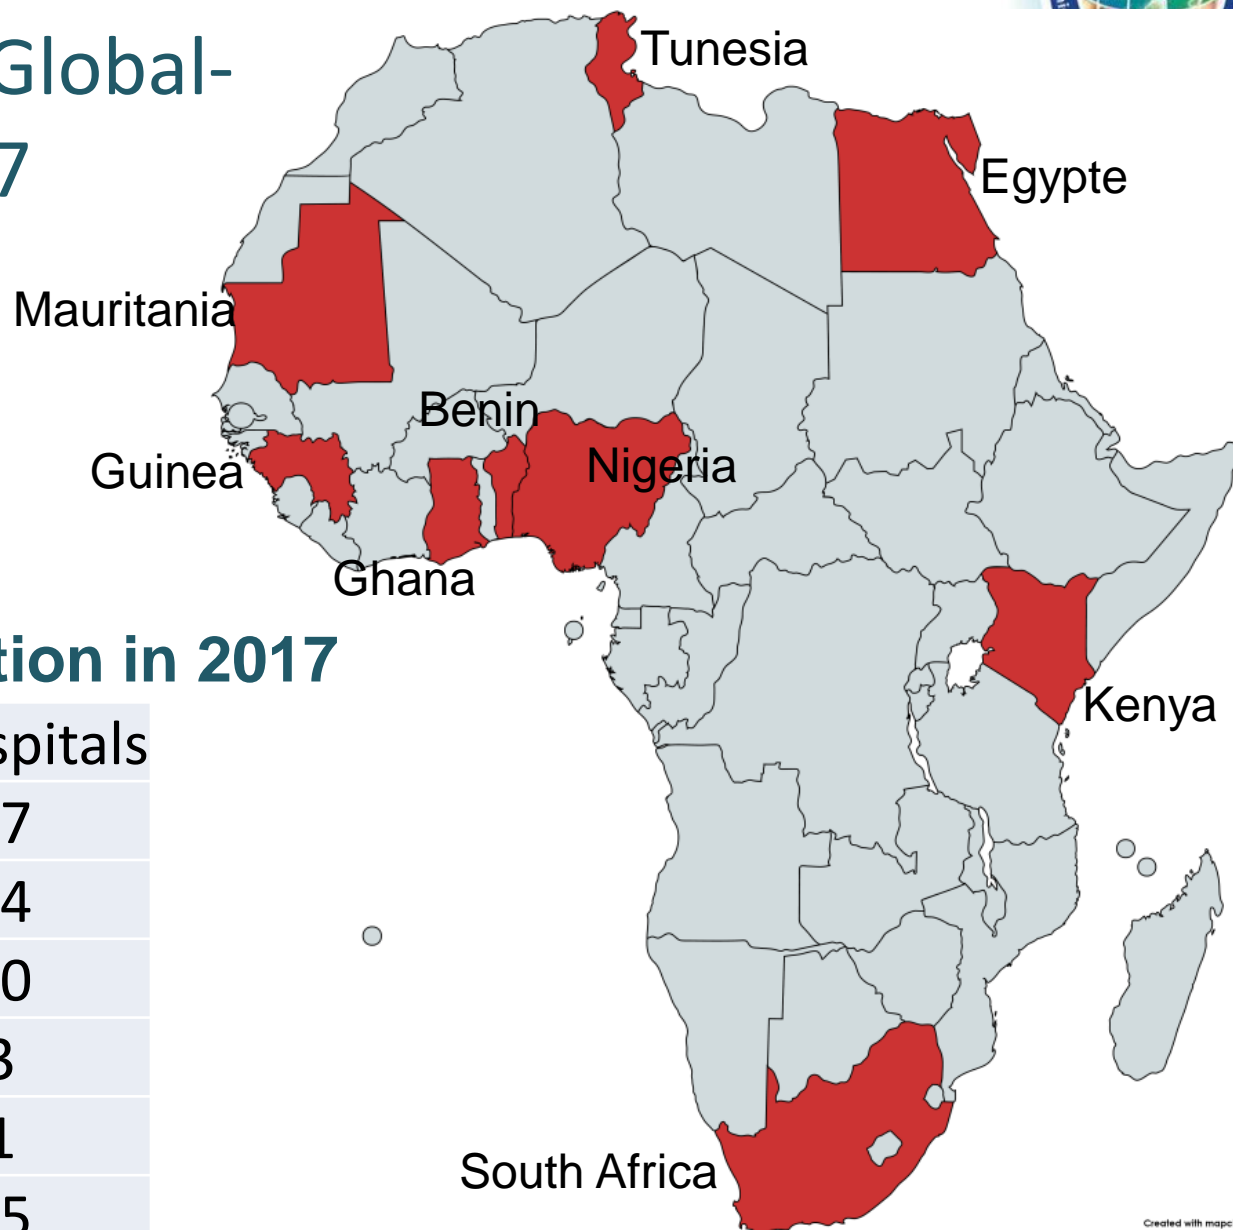 Global-
7
Tunesia
Egypte
Mauritania
Benin
Nigeria
Guinea
Ghana
tion in 2017
Kenya
spitals
7
4
0
3
1
5
South Africa
Created with mapc